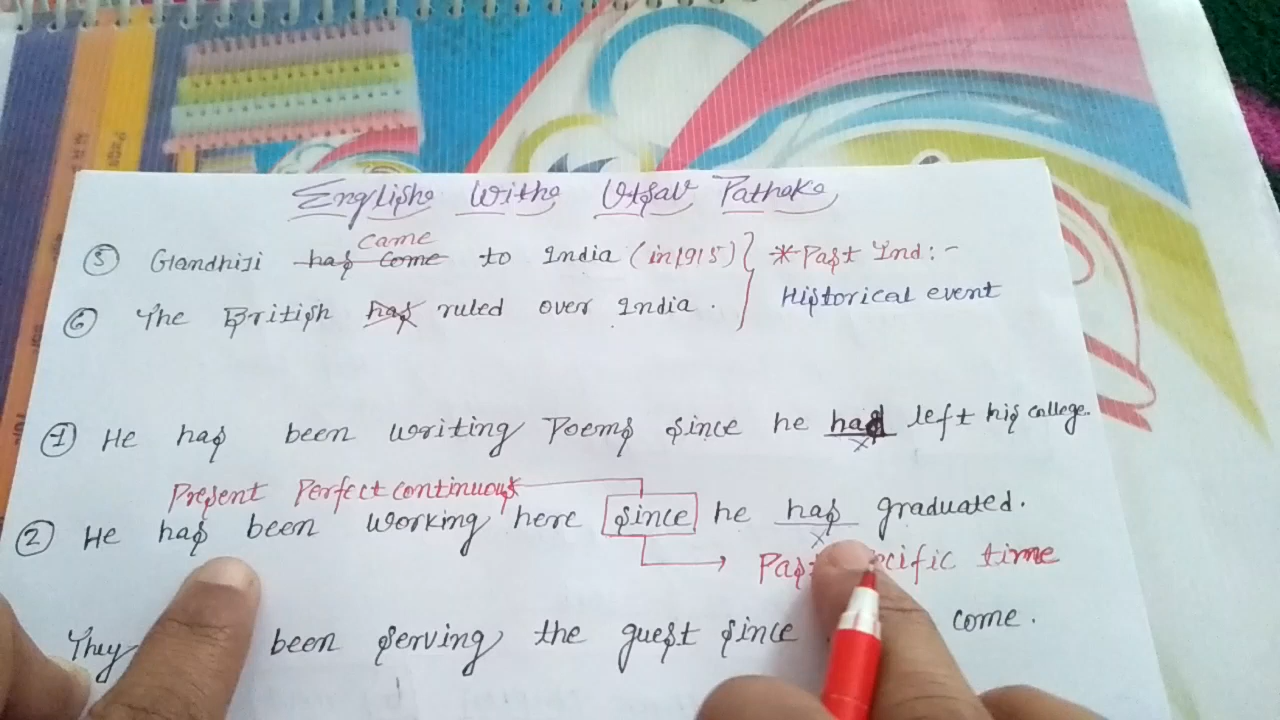 English With Utsav Pathak
⑤ Gandhiji has come came to India (in 1915) } * Past Ind:-
⑥ The British has ruled over India. Historical event
① He has been writing Poems since he had left his college.
Present Perfect continuous
② He has been working here since he has graduated.
Past time
They been serving the guest since come.